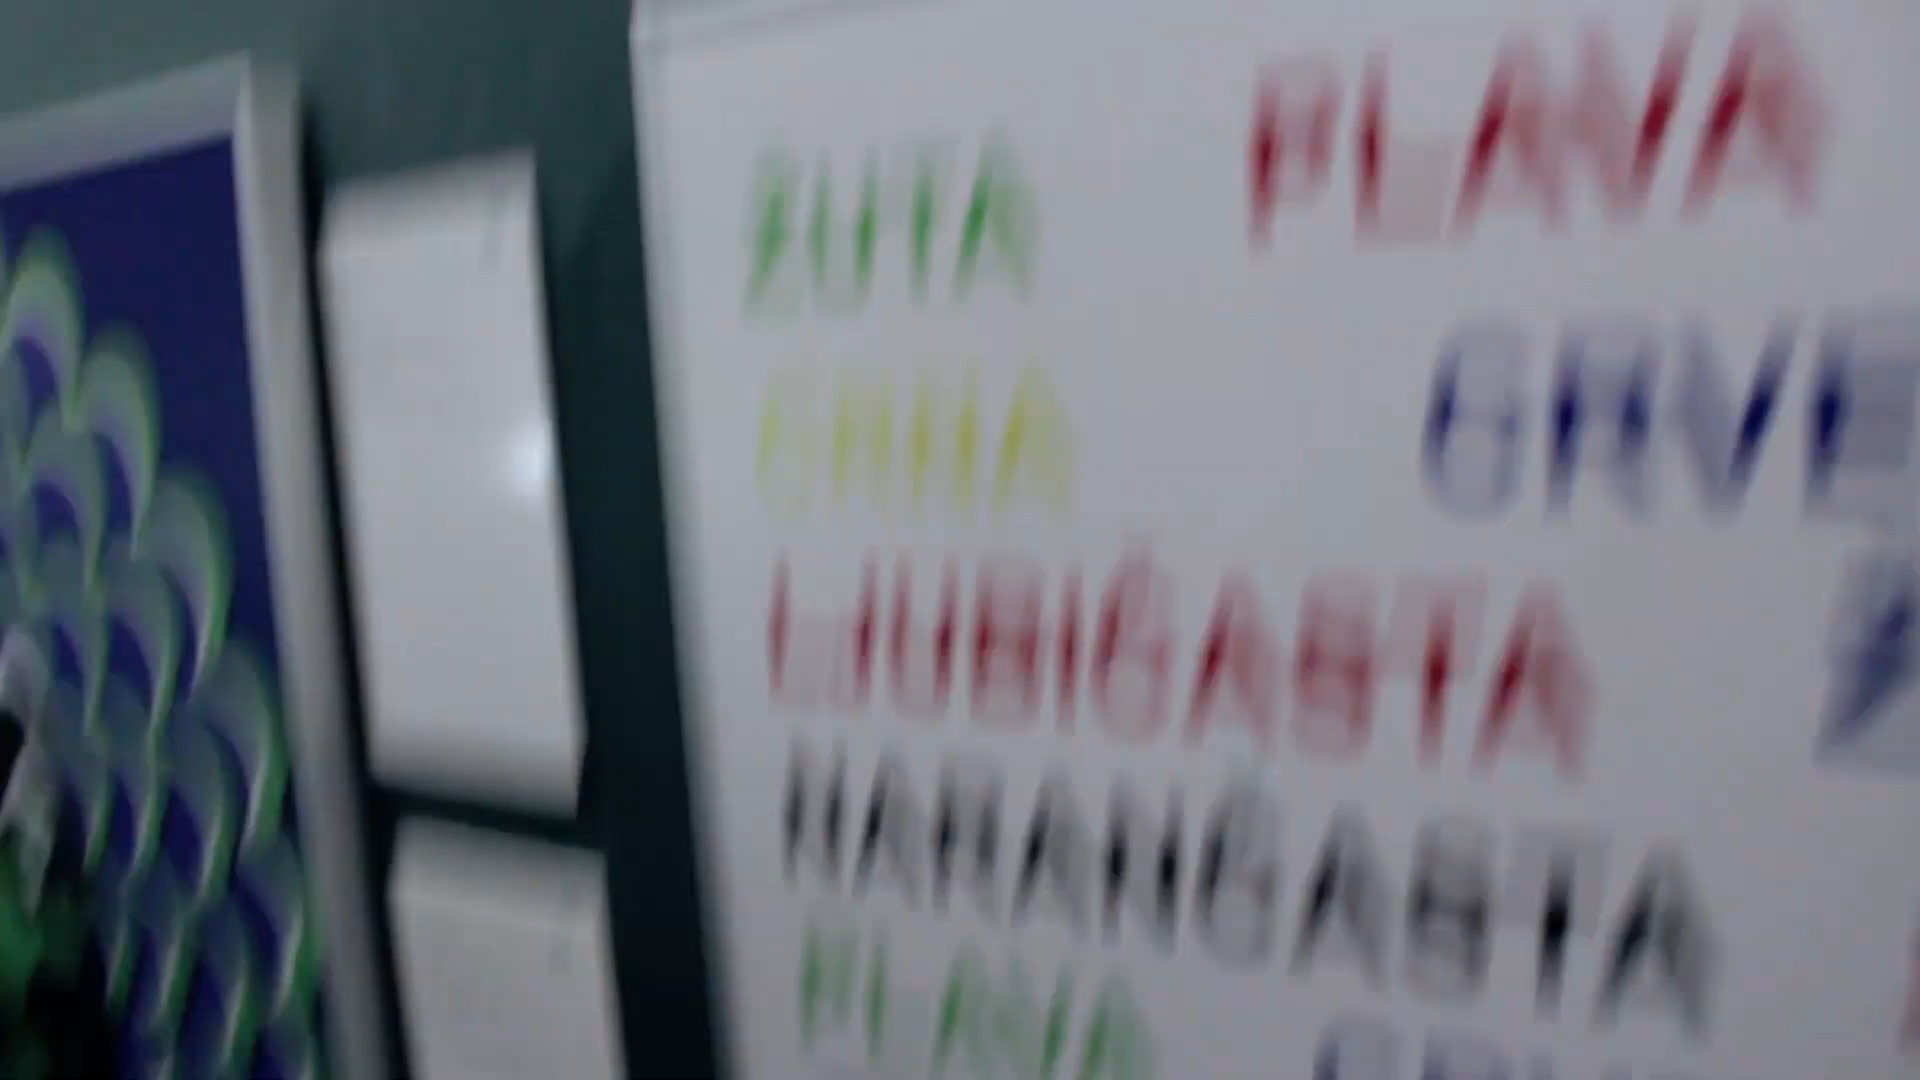 ŽUTA PLAVA
CRNA CRVE
LJUBIČASTA
NARANČASTA
PLAVA